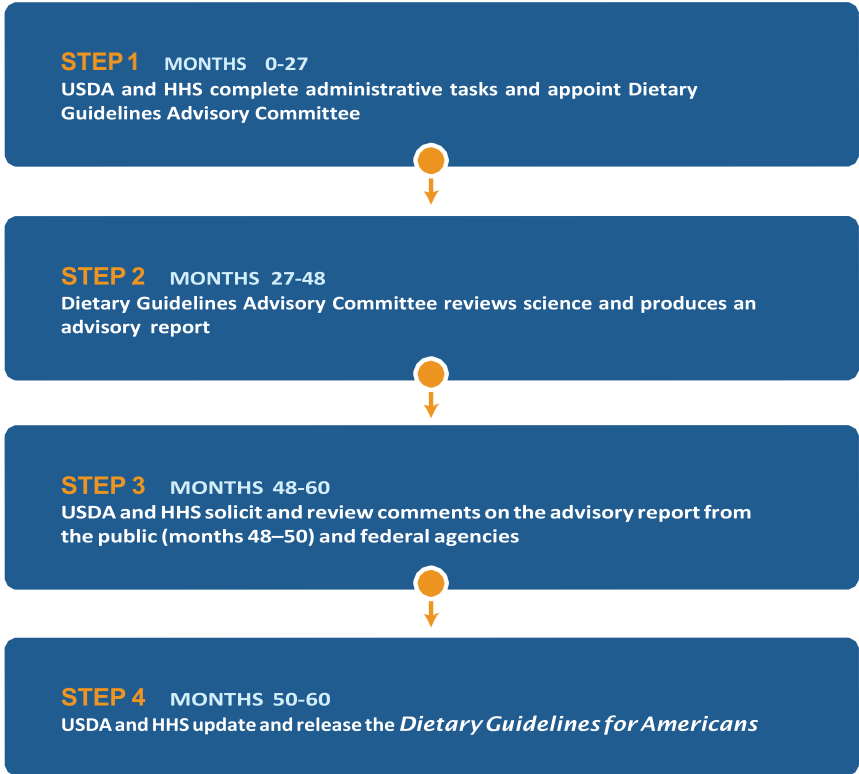 STEP 1 MONTHS 0-27
USDA and HHS complete administrative tasks and appoint Dietary
Guidelines Advisory Committee
STEP 2 MONTHS 27-48
Dietary Guidelines Advisory Committee reviews science and produces an
advisory report
STEP 3 MONTHS 48-60
USDA and HHS solicit and review comments on the advisory report from
the public (months 48–50) and federal agencies
STEP 4 MONTHS 50-60
USDA and HHS update and release the Dietary Guidelines for Americans